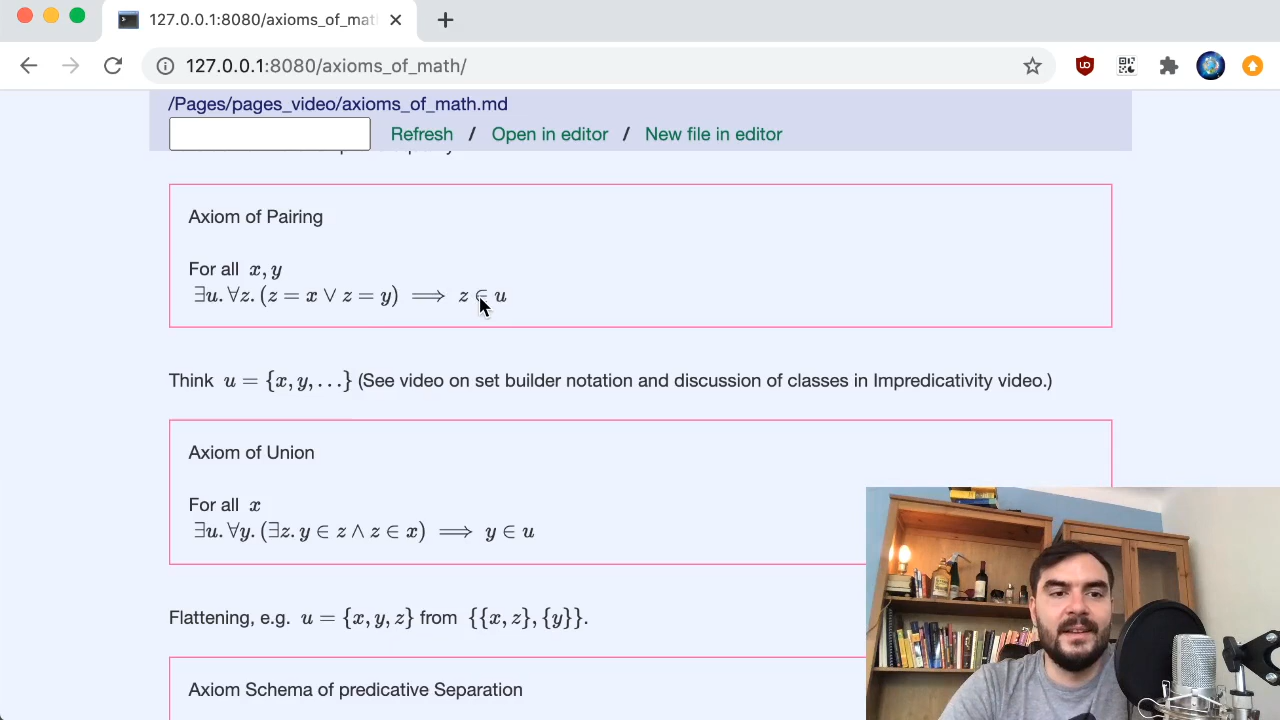 127.0.0.1:8080/axioms_of_mat
127.0.0.1:8080/axioms_of_math/
/Pages/pages_video/axioms_of_math.md
Refresh / Open in editor / New file in editor
Axiom of Pairing
For all x, y
∃u. ∀z. (z = x ∨ z = y) ⟹ z ∈ u
Think u = {x, y, …} (See video on set builder notation and discussion of classes in Impredicativity video.)
Axiom of Union
For all x
∃u. ∀y. (∃z. y ∈ z ∧ z ∈ x) ⟹ y ∈ u
Flattening, e.g. u = {x, y, z} from {{x, z}, {y}}.
Axiom Schema of predicative Separation